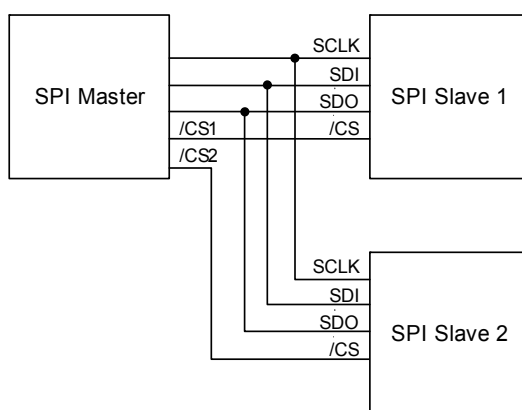 SPI Master
/CS1
/CS2
SCLK
SDI
SDO
/CS
SPI Slave 1
SCLK
SDI
SDO
/CS
SPI Slave 2